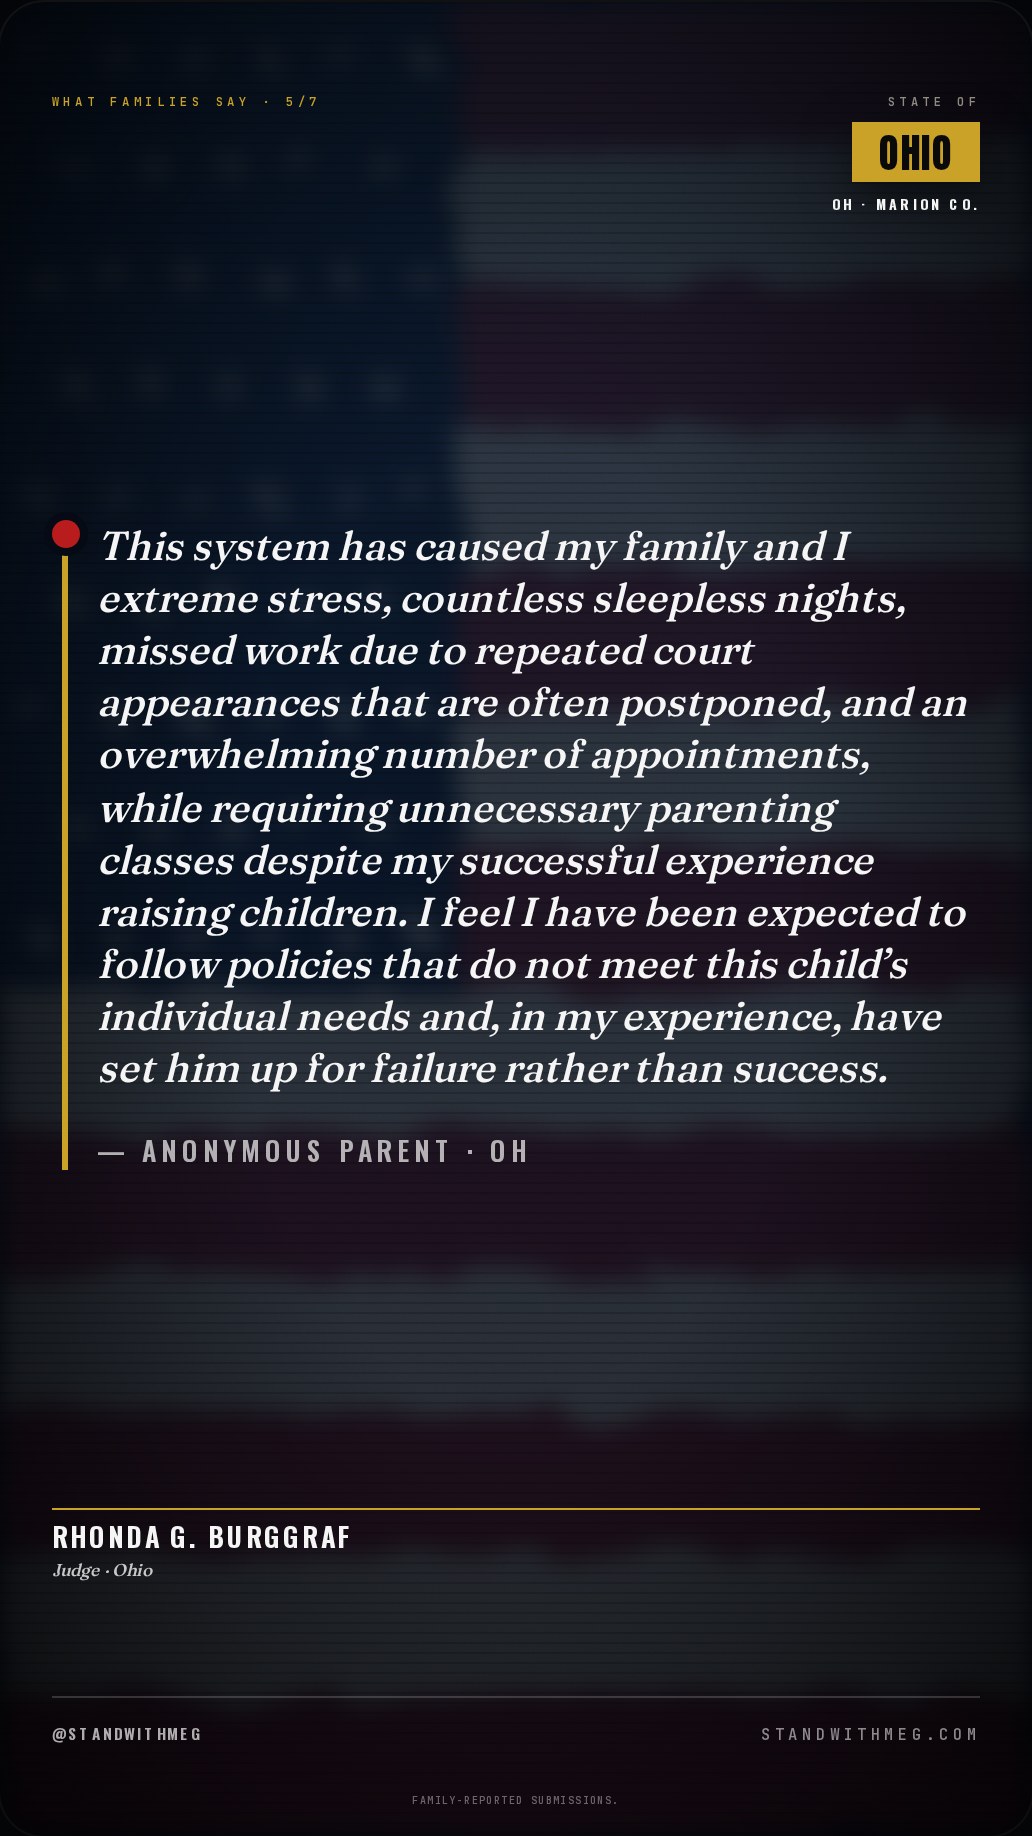 WHAT FAMILIES SAY · 5/7
STATE OF
OHIO
OH · MARION CO.
This system has caused my family and I
extreme stress, countless sleepless nights,
missed work due to repeated court
appearances that are often postponed, and an
overwhelming number of appointments,
while requiring unnecessary parenting
classes despite my successful experience
raising children. I feel I have been expected to
follow policies that do not meet this child’s
individual needs and, in my experience, have
set him up for failure rather than success.
— ANONYMOUS PARENT · OH
RHONDA G. BURGGRAF
Judge · Ohio
@STANDWITHMEG
STANDWITHMEG.COM
FAMILY-REPORTED SUBMISSIONS.